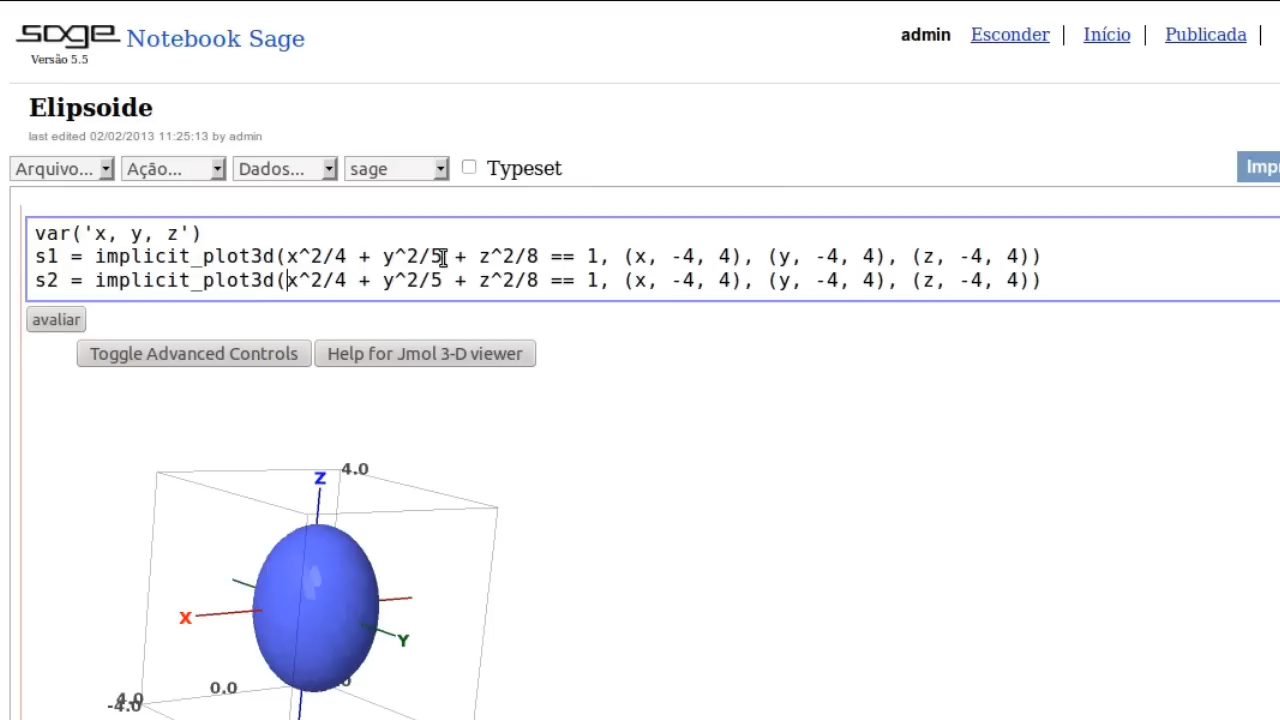 sage Notebook Sage
Versão 5.5
admin Esconder | Início | Publicada |
Elipsoide
last edited 02/02/2013 11:25:13 by admin
Arquivo... Ação... Dados... sage Typeset
Imp
var('x, y, z')
s1 = implicit_plot3d(x^2/4 + y^2/5 + z^2/8 == 1, (x, -4, 4), (y, -4, 4), (z, -4, 4))
s2 = implicit_plot3d(x^2/4 + y^2/5 + z^2/8 == 1, (x, -4, 4), (y, -4, 4), (z, -4, 4))
avaliar
Toggle Advanced Controls Help for Jmol 3-D viewer
Z 4.0
X
Y
0.0
4.0
-4.0